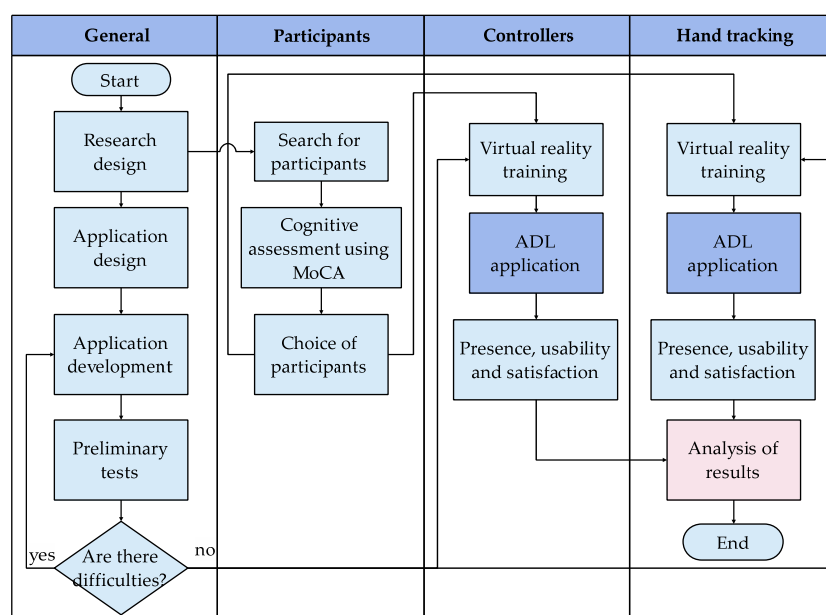 General
Participants
Controllers
Hand tracking
Start
Research
design
Application
design
Application
development
Preliminary
tests
Are there
difficulties?
yes
no
Search for
participants
Cognitive
assessment using
MoCA
Choice of
participants
Virtual reality
training
ADL
application
Presence, usability
and satisfaction
Virtual reality
training
ADL
application
Presence, usability
and satisfaction
Analysis of
results
End